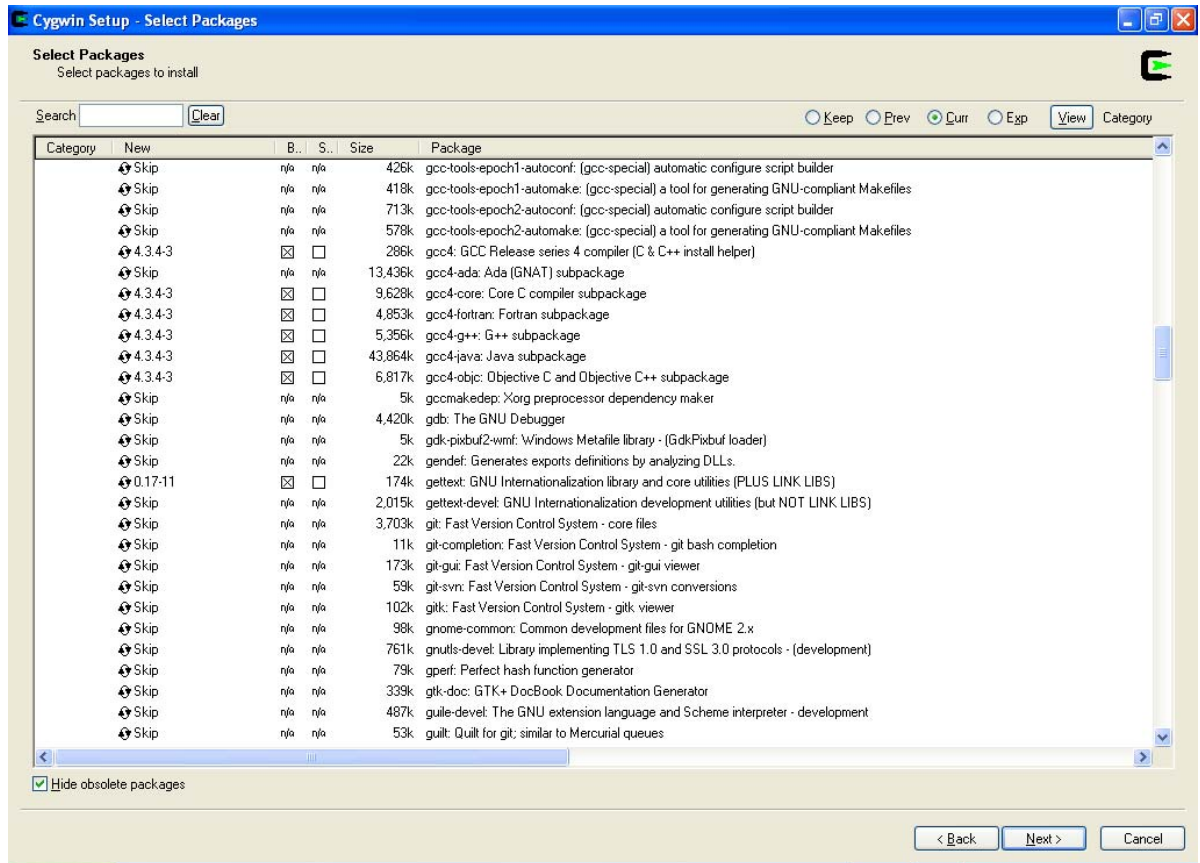 Cygwin Setup - Select Packages
Select Packages
Select packages to install
Search Clear Keep Prev Curr Exp View Category
Category New B.. S.. Size Package
Skip n/a n/a 426k gcc-tools-epoch1-autoconf: (gcc-special) automatic configure script builder
Skip n/a n/a 418k gcc-tools-epoch1-automake: (gcc-special) a tool for generating GNU-compliant Makefiles
Skip n/a n/a 713k gcc-tools-epoch2-autoconf: (gcc-special) automatic configure script builder
Skip n/a n/a 578k gcc-tools-epoch2-automake: (gcc-special) a tool for generating GNU-compliant Makefiles
4.3.4-3 286k gcc4: GCC Release series 4 compiler (C & C++ install helper)
Skip n/a n/a 13,436k gcc4-ada: Ada (GNAT) subpackage
4.3.4-3 9,628k gcc4-core: Core C compiler subpackage
4.3.4-3 4,853k gcc4-fortran: Fortran subpackage
4.3.4-3 5,356k gcc4-g++: G++ subpackage
4.3.4-3 43,864k gcc4-java: Java subpackage
4.3.4-3 6,817k gcc4-objc: Objective C and Objective C++ subpackage
Skip n/a n/a 5k gccmakedep: Xorg preprocessor dependency maker
Skip n/a n/a 4,420k gdb: The GNU Debugger
Skip n/a n/a 5k gdk-pixbuf2-wmf: Windows Metafile library - (GdkPixbuf loader)
Skip n/a n/a 22k gendef: Generates exports definitions by analyzing DLLs.
0.17-11 174k gettext: GNU Internationalization library and core utilities (PLUS LINK LIBS)
Skip n/a n/a 2,015k gettext-devel: GNU Internationalization development utilities (but NOT LINK LIBS)
Skip n/a n/a 3,703k git: Fast Version Control System - core files
Skip n/a n/a 11k git-completion: Fast Version Control System - git bash completion
Skip n/a n/a 173k git-gui: Fast Version Control System - git-gui viewer
Skip n/a n/a 59k git-svn: Fast Version Control System - git-svn conversions
Skip n/a n/a 102k gitk: Fast Version Control System - gitk viewer
Skip n/a n/a 98k gnome-common: Common development files for GNOME 2.x
Skip n/a n/a 761k gnutls-devel: Library implementing TLS 1.0 and SSL 3.0 protocols - (development)
Skip n/a n/a 79k gperf: Perfect hash function generator
Skip n/a n/a 339k gtk-doc: GTK+ DocBook Documentation Generator
Skip n/a n/a 487k guile-devel: The GNU extension language and Scheme interpreter - development
Skip n/a n/a 53k guilt: Quilt for git; similar to Mercurial queues
Hide obsolete packages
< Back Next > Cancel